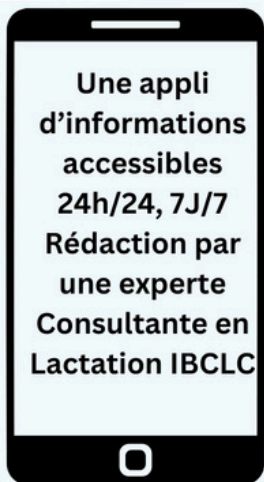 Une appli
d’informations
accessibles
24h/24, 7J/7
Rédaction par
une experte
Consultante en
Lactation IBCLC